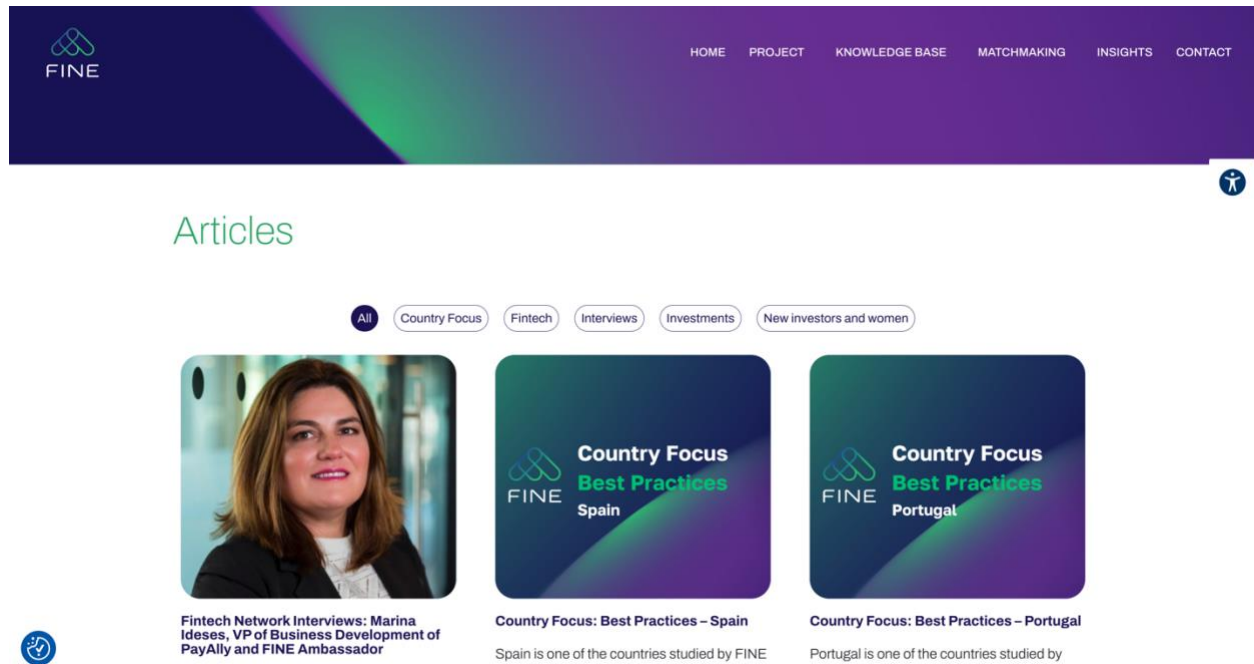 FINE
HOME PROJECT KNOWLEDGE BASE MATCHMAKING INSIGHTS CONTACT
Articles
All Country Focus Fintech Interviews Investments New investors and women
FINE
Country Focus
Best Practices
Spain
FINE
Country Focus
Best Practices
Portugal
Fintech Network Interviews: Marina
Ideses, VP of Business Development of
PayAlly and FINE Ambassador
Country Focus: Best Practices – Spain
Spain is one of the countries studied by FINE
Country Focus: Best Practices – Portugal
Portugal is one of the countries studied by